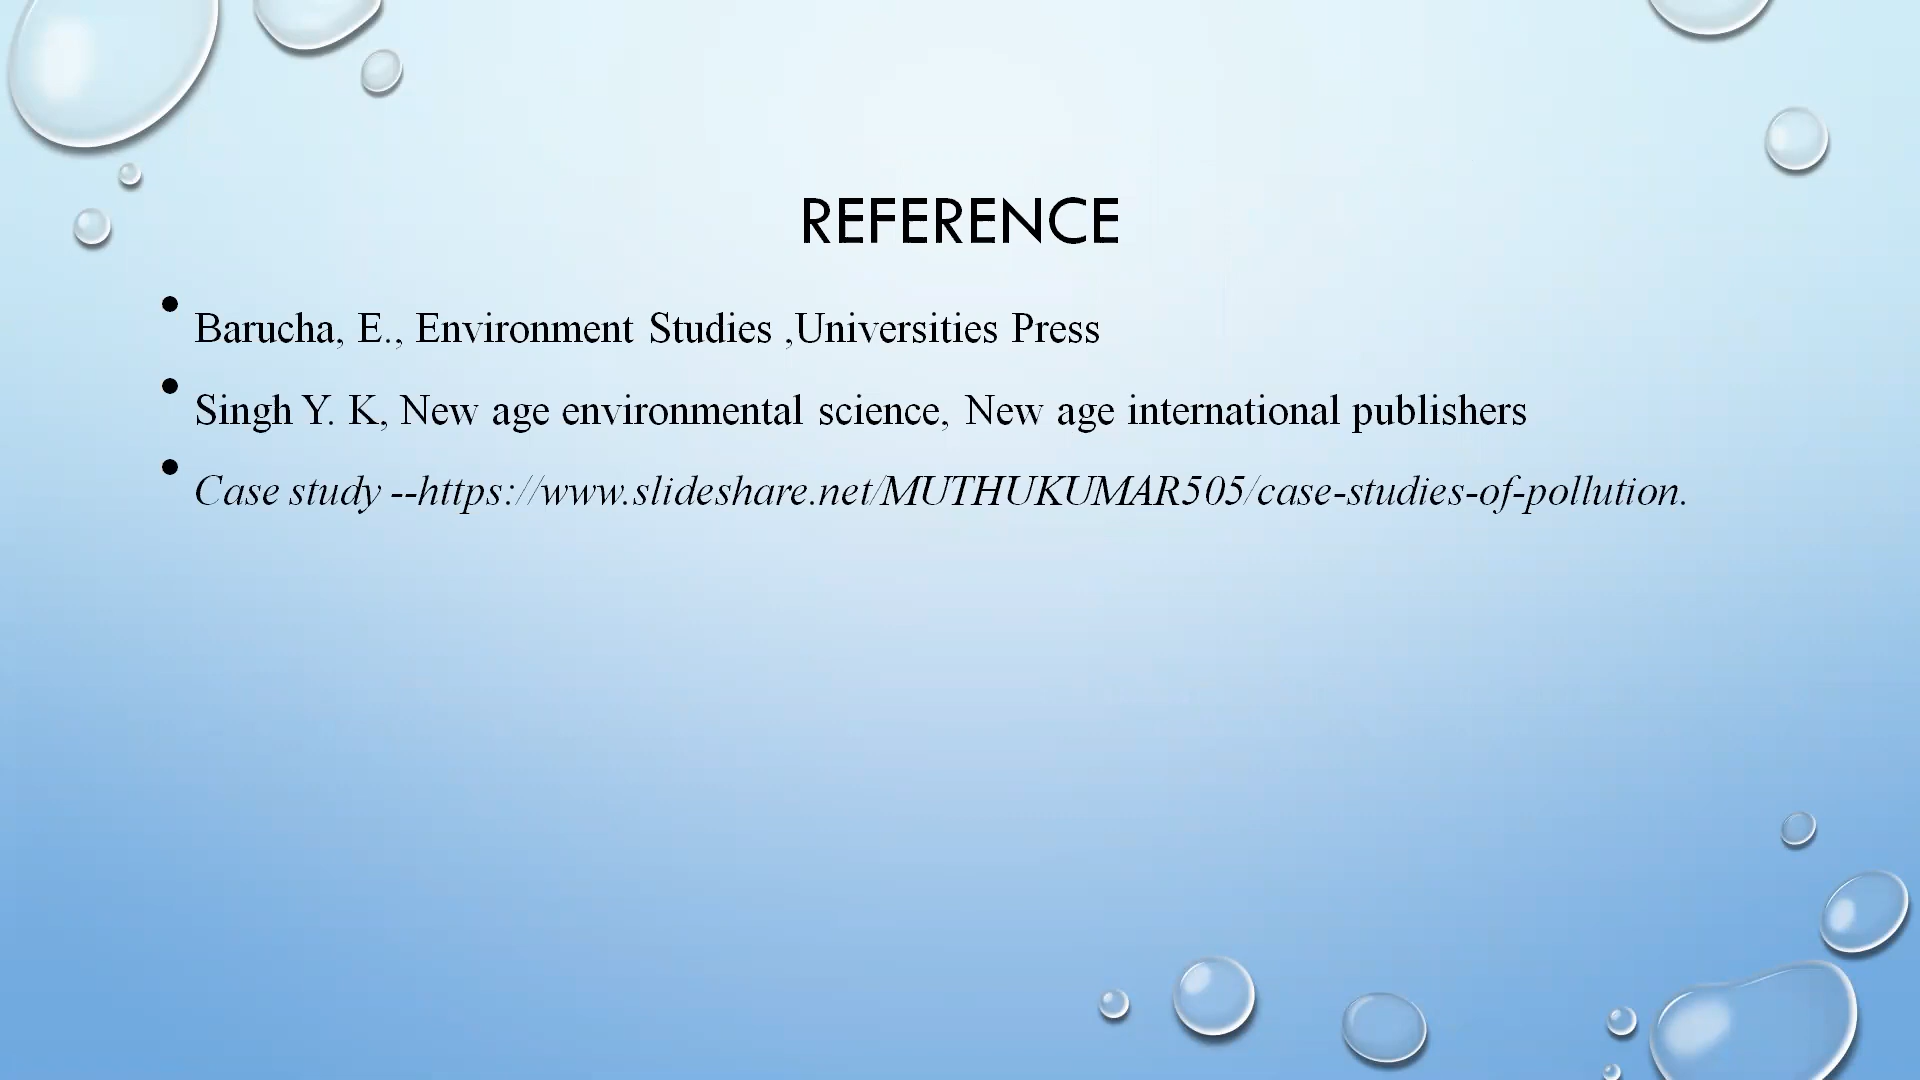 REFERENCE
• Barucha, E., Environment Studies ,Universities Press
• Singh Y. K, New age environmental science, New age international publishers
• Case study --https://www.slideshare.net/MUTHUKUMAR505/case-studies-of-pollution.